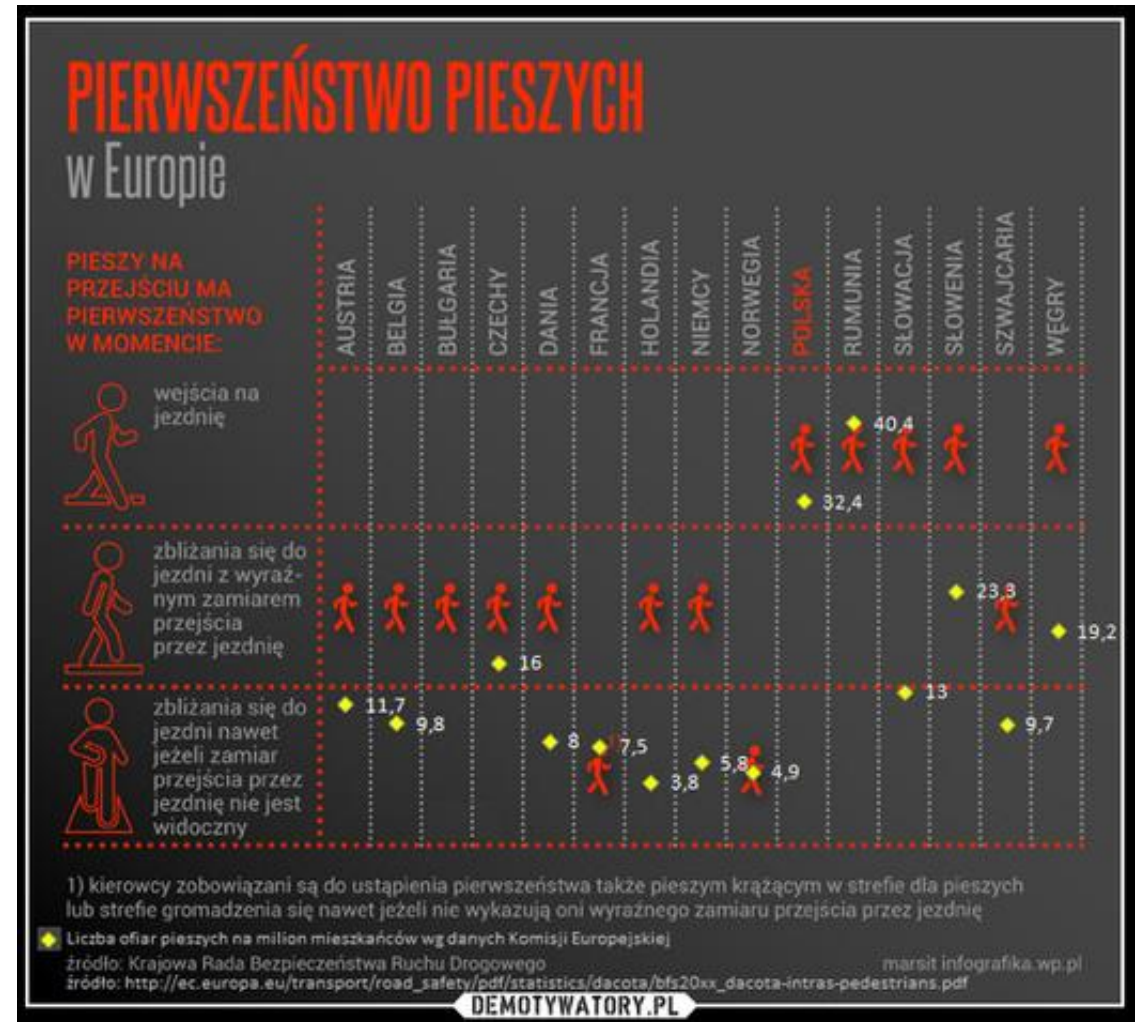 PIERWSZEŃSTWO PIESZYCH
w Europie
PIESZY NA
PRZEJŚCIU MA
PIERWSZEŃSTWO
W MOMENCIE:
AUSTRIA
BELGIA
BUŁGARIA
CZECHY
DANIA
FRANCJA
HOLANDIA
NIEMCY
NORWEGIA
POLSKA
RUMUNIA
SŁOWACJA
SŁOWENIA
SZWAJCARIA
WĘGRY
wejścia na
jezdnię
40,4
32,4
zbliżania się do
jezdni z wyraź-
nym zamiarem
przejścia
przez jezdnię
23,3
19,2
16
zbliżania się do
jezdni nawet
jeżeli zamiar
przejścia przez
jezdnię nie jest
widoczny
13
11,7
9,8
9,7
8
7,5
5,8
4,9
3,8
1) kierowcy zobowiązani są do ustąpienia pierwszeństwa także pieszym krążącym w strefie dla pieszych
lub strefie gromadzenia się nawet jeżeli nie wykazują oni wyraźnego zamiaru przejścia przez jezdnię
Liczba ofiar pieszych na milion mieszkańców wg danych Komisji Europejskiej
źródło: Krajowa Rada Bezpieczeństwa Ruchu Drogowego
marsit infografika.wp.pl
źródło: http://ec.europa.eu/transport/road_safety/pdf/statistics/dacota/bfs20xx_dacota-intras-pedestrians.pdf
DEMOTYWATORY.PL